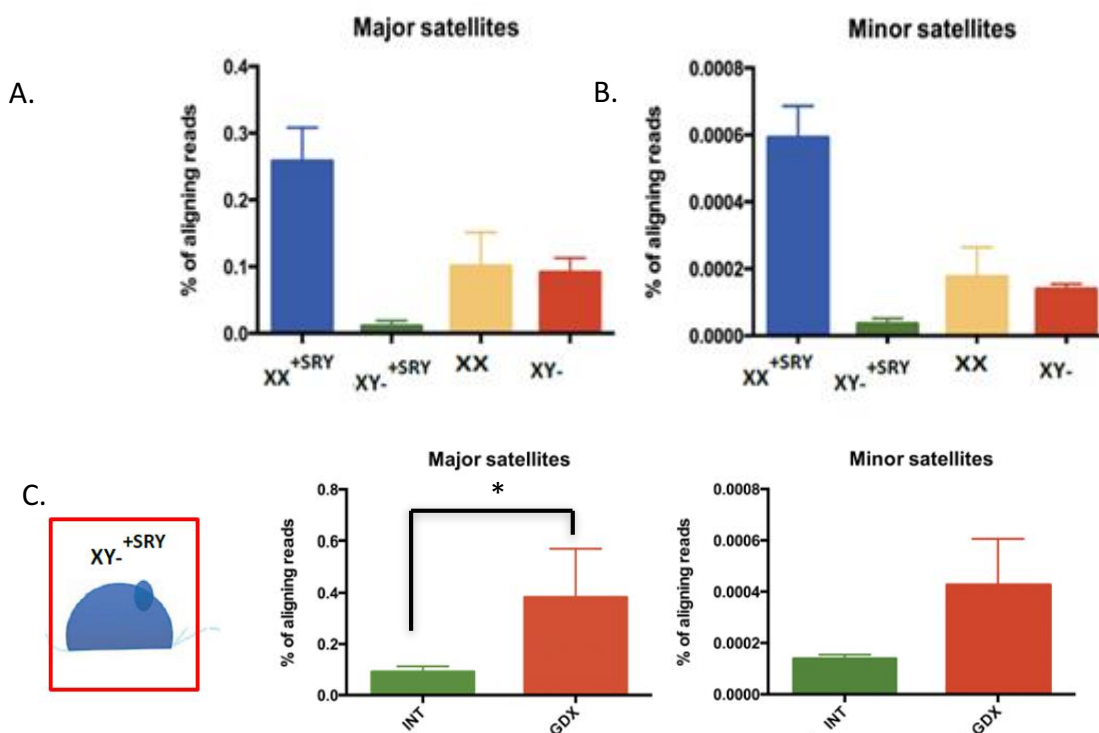 A.
Major satellites
% of aligning reads
0.4
0.3
0.2
0.1
0.0
XX+SRY
XY-+SRY
XX
XY-
B.
Minor satellites
% of aligning reads
0.0008
0.0006
0.0004
0.0002
0.0000
XX+SRY
XY-+SRY
XX
XY-
C.
XY-+SRY
Major satellites
% of aligning reads
0.8
0.6
0.4
0.2
0.0
*
INT
GDX
Minor satellites
% of aligning reads
0.0008
0.0006
0.0004
0.0002
0.0000
INT
GDX